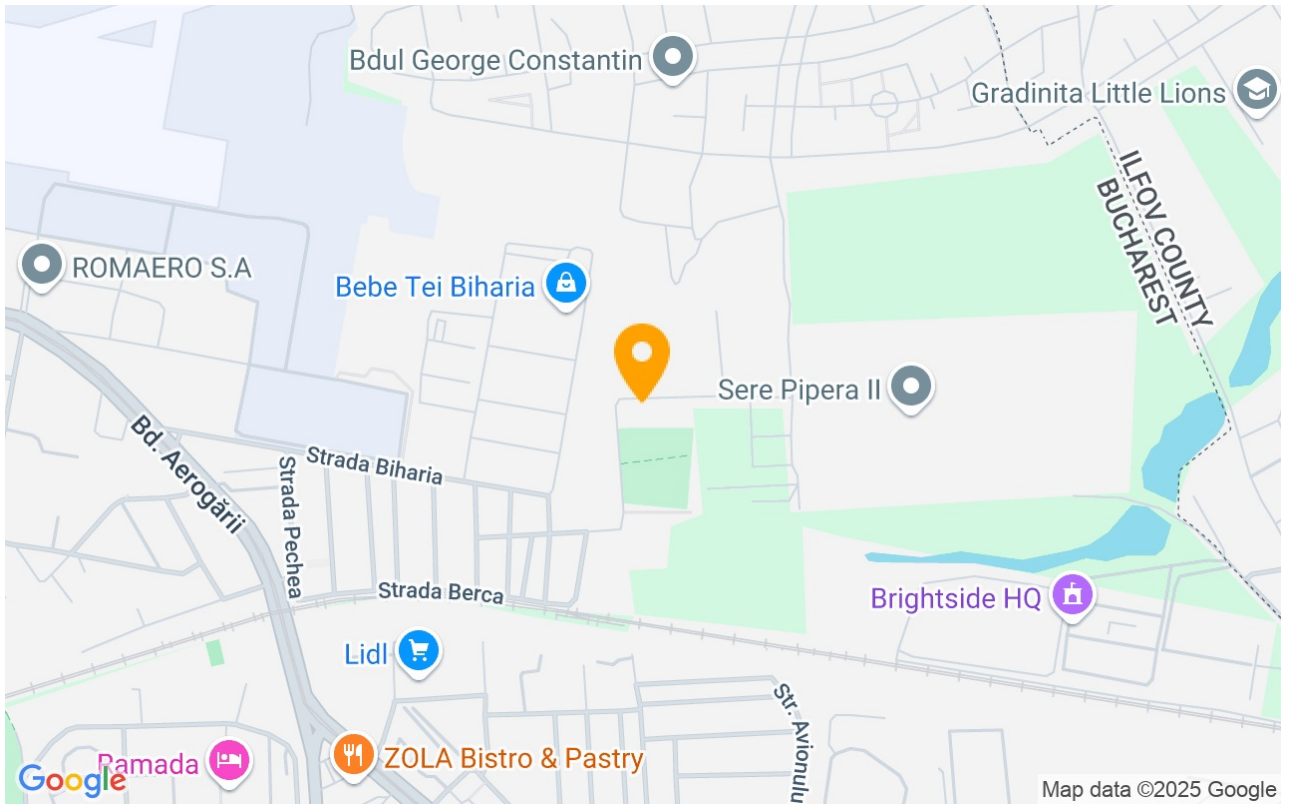 Bdul George Constantin
Gradinita Little Lions
ILFOV COUNTY
BUCHAREST
ROMAERO S.A
Bebe Tei Biharia
Sere Pipera II
Bd. Aerogării
Strada Biharia
Strada Pechea
Strada Berca
Brightside HQ
Lidl
Str. Avionulu
ZOLA Bistro & Pastry
Ramada
Google
Map data ©2025 Google